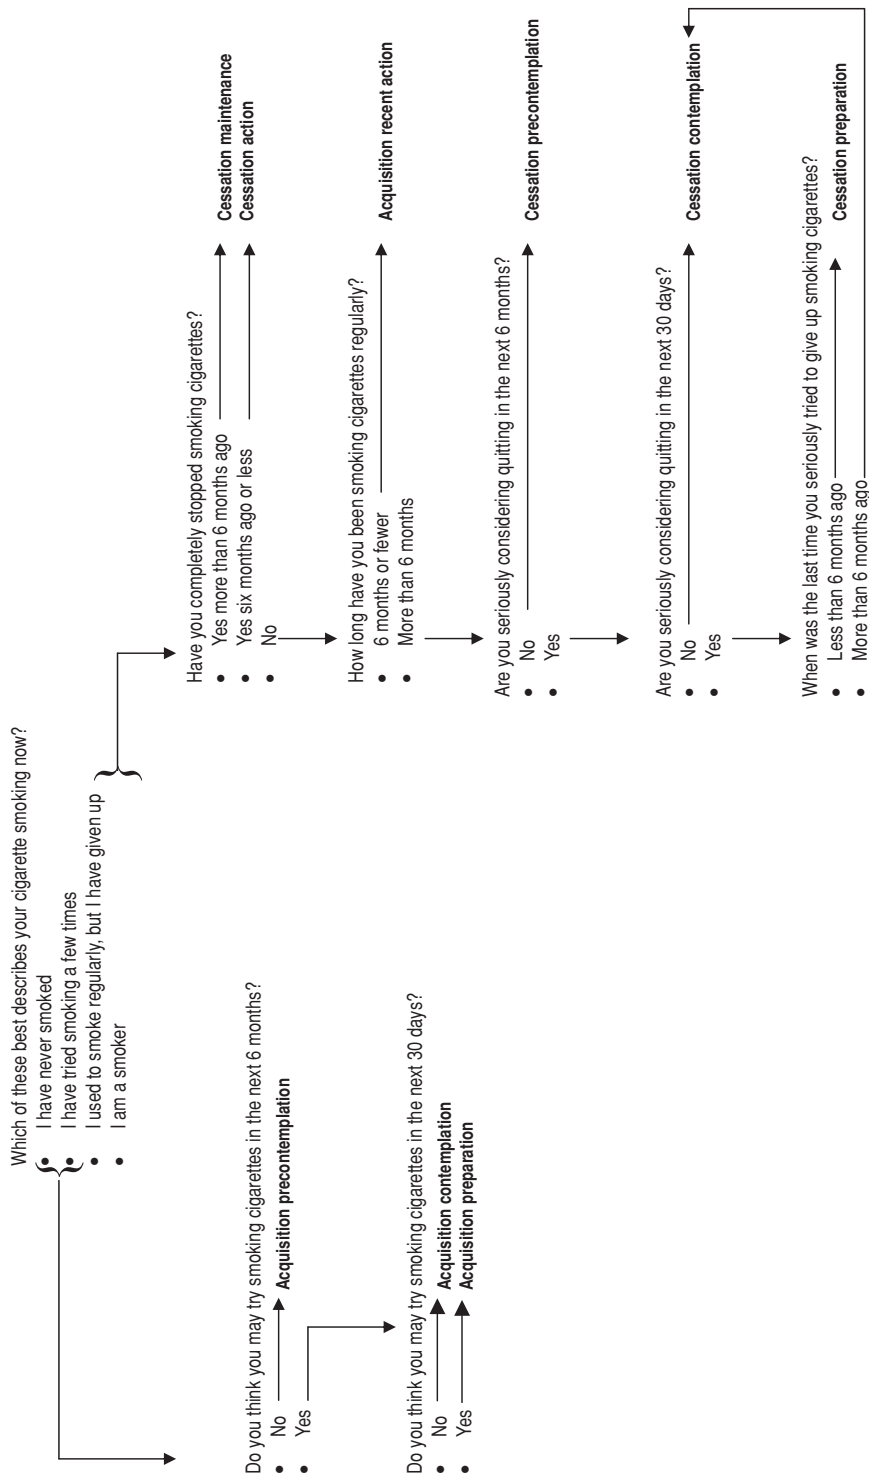 Which of these best describes your cigarette smoking now?
• I have never smoked
• I have tried smoking a few times
• I used to smoke regularly, but I have given up
• I am a smoker
Do you think you may try smoking cigarettes in the next 6 months?
• No Acquisition precontemplation
• Yes
Do you think you may try smoking cigarettes in the next 30 days?
• No Acquisition contemplation
• Yes Acquisition preparation
Have you completely stopped smoking cigarettes?
• Yes more than 6 months ago Cessation maintenance
• Yes six months ago or less Cessation action
• No
How long have you been smoking cigarettes regularly?
• 6 months or fewer Acquisition recent action
• More than 6 months
Are you seriously considering quitting in the next 6 months?
• No Cessation precontemplation
• Yes
Are you seriously considering quitting in the next 30 days?
• No Cessation contemplation
• Yes
When was the last time you seriously tried to give up smoking cigarettes?
• Less than 6 months ago Cessation preparation
• More than 6 months ago